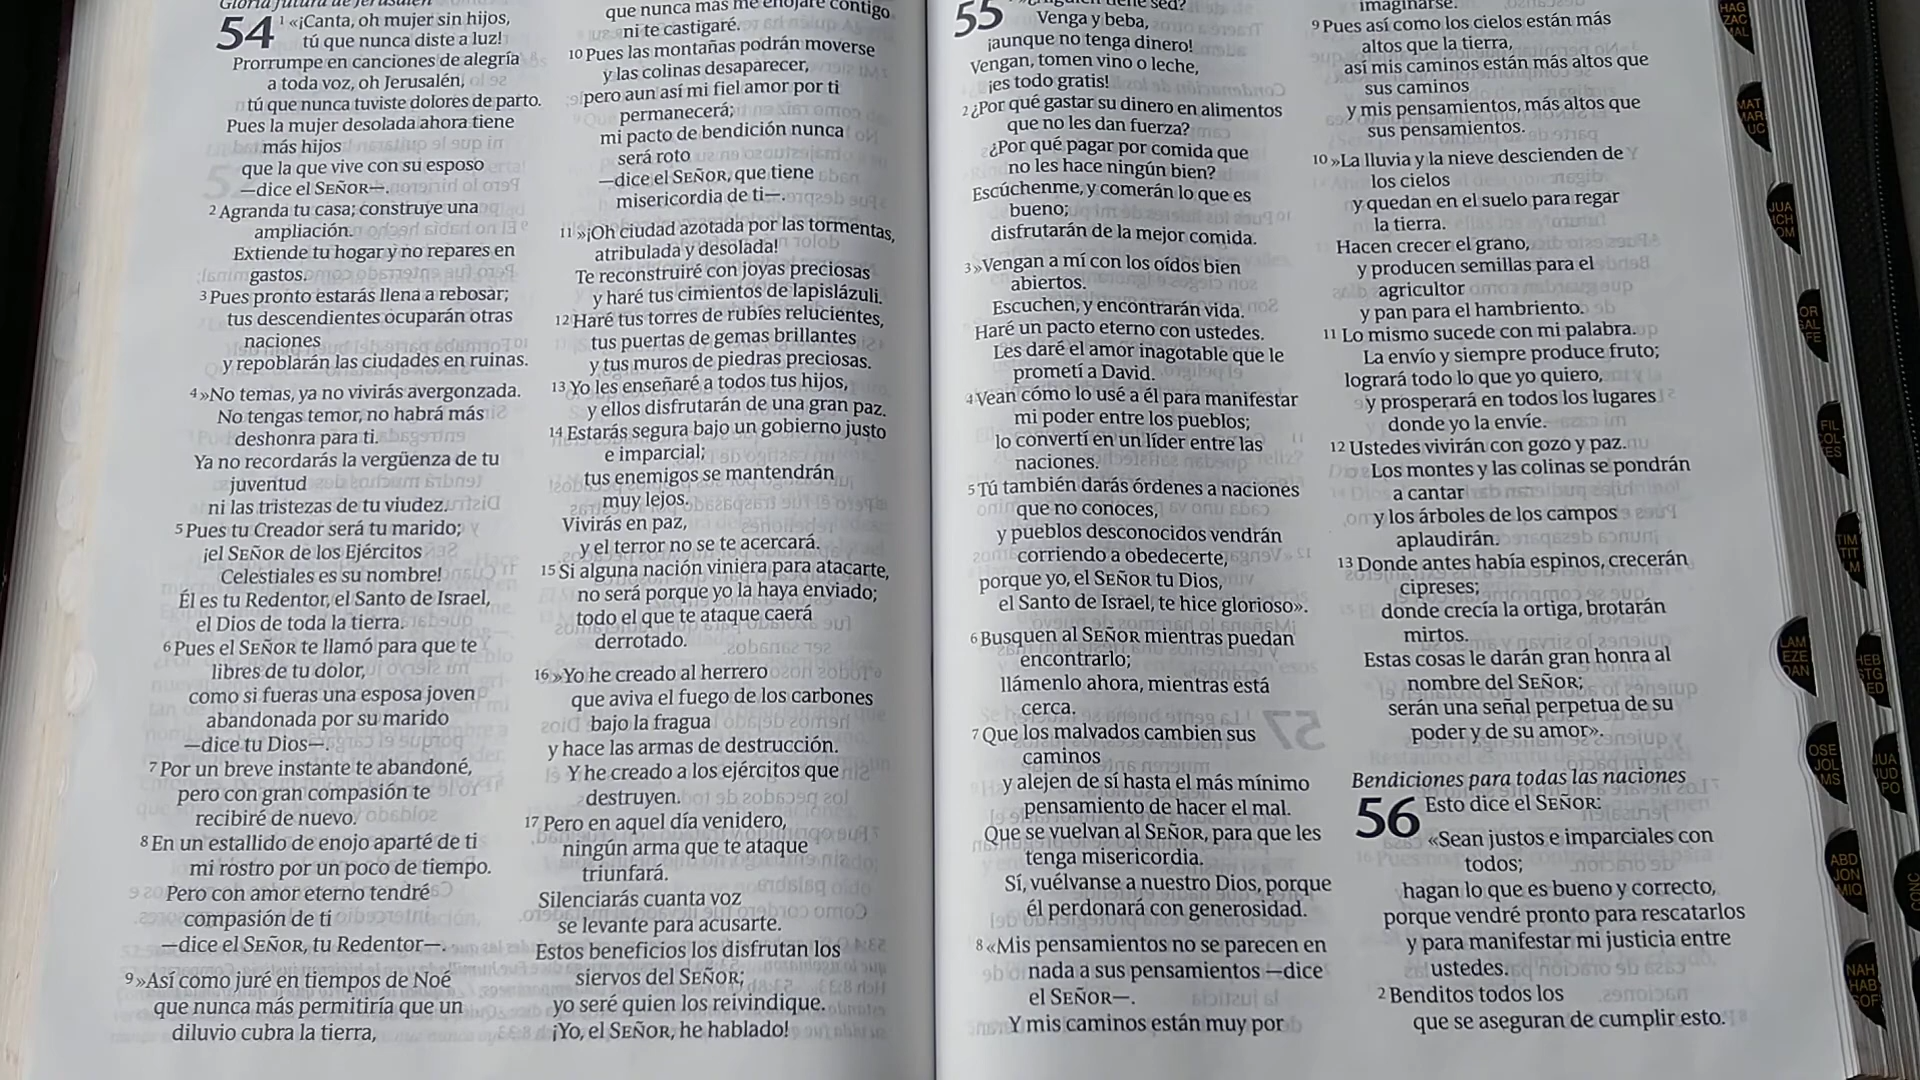 Gloria futura de Jerusalén
54 1 «¡Canta, oh mujer sin hijos,
tú que nunca diste a luz!
Prorrumpe en canciones de alegría
a toda voz, oh Jerusalén,
tú que nunca tuviste dolores de parto.
Pues la mujer desolada ahora tiene
más hijos
que la que vive con su esposo
—dice el SEÑOR—.
2 Agranda tu casa; construye una
ampliación.
Extiende tu hogar y no repares en
gastos.
3 Pues pronto estarás llena a rebosar;
tus descendientes ocuparán otras
naciones
y repoblarán las ciudades en ruinas.
4 »No temas, ya no vivirás avergonzada.
No tengas temor, no habrá más
deshonra para ti.
Ya no recordarás la vergüenza de tu
juventud
ni las tristezas de tu viudez.
5 Pues tu Creador será tu marido;
¡el SEÑOR de los Ejércitos
Celestiales es su nombre!
Él es tu Redentor, el Santo de Israel,
el Dios de toda la tierra.
6 Pues el SEÑOR te llamó para que te
libres de tu dolor,
como si fueras una esposa joven
abandonada por su marido
—dice tu Dios—.
7 Por un breve instante te abandoné,
pero con gran compasión te
recibiré de nuevo.
8 En un estallido de enojo aparté de ti
mi rostro por un poco de tiempo.
Pero con amor eterno tendré
compasión de ti
—dice el SEÑOR, tu Redentor—.
9 »Así como juré en tiempos de Noé
que nunca más permitiría que un
diluvio cubra la tierra,
que nunca más me enojaré contigo
ni te castigaré.
10 Pues las montañas podrán moverse
y las colinas desaparecer,
pero aun así mi fiel amor por ti
permanecerá;
mi pacto de bendición nunca
será roto
—dice el SEÑOR, que tiene
misericordia de ti—.
11 »¡Oh ciudad azotada por las tormentas,
atribulada y desolada!
Te reconstruiré con joyas preciosas
y haré tus cimientos de lapislázuli.
12 Haré tus torres de rubíes relucientes,
tus puertas de gemas brillantes
y tus muros de piedras preciosas.
13 Yo les enseñaré a todos tus hijos,
y ellos disfrutarán de una gran paz.
14 Estarás segura bajo un gobierno justo
e imparcial;
tus enemigos se mantendrán
muy lejos.
Vivirás en paz,
y el terror no se te acercará.
15 Si alguna nación viniera para atacarte,
no será porque yo la haya enviado;
todo el que te ataque caerá
derrotado.
16 »Yo he creado al herrero
que aviva el fuego de los carbones
bajo la fragua
y hace las armas de destrucción.
Y he creado a los ejércitos que
destruyen.
17 Pero en aquel día venidero,
ningún arma que te ataque
triunfará.
Silenciarás cuanta voz
se levante para acusarte.
Estos beneficios los disfrutan los
siervos del SEÑOR;
yo seré quien los reivindique.
¡Yo, el SEÑOR, he hablado!
55 »¿Alguien tiene sed?
Venga y beba,
¡aunque no tenga dinero!
Vengan, tomen vino o leche,
¡es todo gratis!
2 ¿Por qué gastar su dinero en alimentos
que no les dan fuerza?
¿Por qué pagar por comida que
no les hace ningún bien?
Escúchenme, y comerán lo que es
bueno;
disfrutarán de la mejor comida.
3 »Vengan a mí con los oídos bien
abiertos.
Escuchen, y encontrarán vida.
Haré un pacto eterno con ustedes.
Les daré el amor inagotable que le
prometí a David.
4 Vean cómo lo usé a él para manifestar
mi poder entre los pueblos;
lo convertí en un líder entre las
naciones.
5 Tú también darás órdenes a naciones
que no conoces,
y pueblos desconocidos vendrán
corriendo a obedecerte,
porque yo, el SEÑOR tu Dios,
el Santo de Israel, te hice glorioso».
6 Busquen al SEÑOR mientras puedan
encontrarlo;
llámenlo ahora, mientras está
cerca.
7 Que los malvados cambien sus
caminos
y alejen de sí hasta el más mínimo
pensamiento de hacer el mal.
Que se vuelvan al SEÑOR, para que les
tenga misericordia.
Sí, vuélvanse a nuestro Dios, porque
él perdonará con generosidad.
8 «Mis pensamientos no se parecen en
nada a sus pensamientos —dice
el SEÑOR—.
Y mis caminos están muy por
imaginarse.
9 Pues así como los cielos están más
altos que la tierra,
así mis caminos están más altos que
sus caminos
y mis pensamientos, más altos que
sus pensamientos.
10 »La lluvia y la nieve descienden de
los cielos
y quedan en el suelo para regar
la tierra.
Hacen crecer el grano,
y producen semillas para el
agricultor
y pan para el hambriento.
11 Lo mismo sucede con mi palabra.
La envío y siempre produce fruto;
logrará todo lo que yo quiero,
y prosperará en todos los lugares
donde yo la envíe.
12 Ustedes vivirán con gozo y paz.
Los montes y las colinas se pondrán
a cantar
y los árboles de los campos
aplaudirán.
13 Donde antes había espinos, crecerán
cipreses;
donde crecía la ortiga, brotarán
mirtos.
Estas cosas le darán gran honra al
nombre del SEÑOR;
serán una señal perpetua de su
poder y de su amor».
Bendiciones para todas las naciones
56 Esto dice el SEÑOR:
«Sean justos e imparciales con
todos;
hagan lo que es bueno y correcto,
porque vendré pronto para rescatarlos
y para manifestar mi justicia entre
ustedes.
2 Benditos todos los
que se aseguran de cumplir esto.
HAG
ZAC
MAL
MAT
MAR
LUC
JUA
ROM
GAL
FIL
COL
TES
TIM
TIT
LAM
EZE
DAN
HEB
STG
PED
OSE
JOL
JUA
JUD
ABD
JON
MIQ
NAH
HAB
SOF
CONC